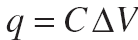 q = CΔV